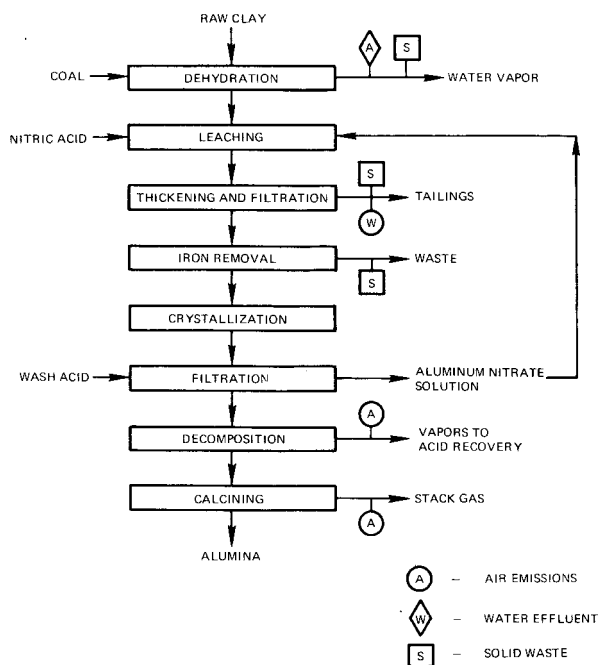 RAW CLAY
A
S
COAL
DEHYDRATION
WATER VAPOR
NITRIC ACID
LEACHING
S
THICKENING AND FILTRATION
TAILINGS
W
IRON REMOVAL
WASTE
S
CRYSTALLIZATION
WASH ACID
FILTRATION
ALUMINUM NITRATE
SOLUTION
A
DECOMPOSITION
VAPORS TO
ACID RECOVERY
CALCINING
STACK GAS
A
ALUMINA
A – AIR EMISSIONS
W – WATER EFFLUENT
S – SOLID WASTE